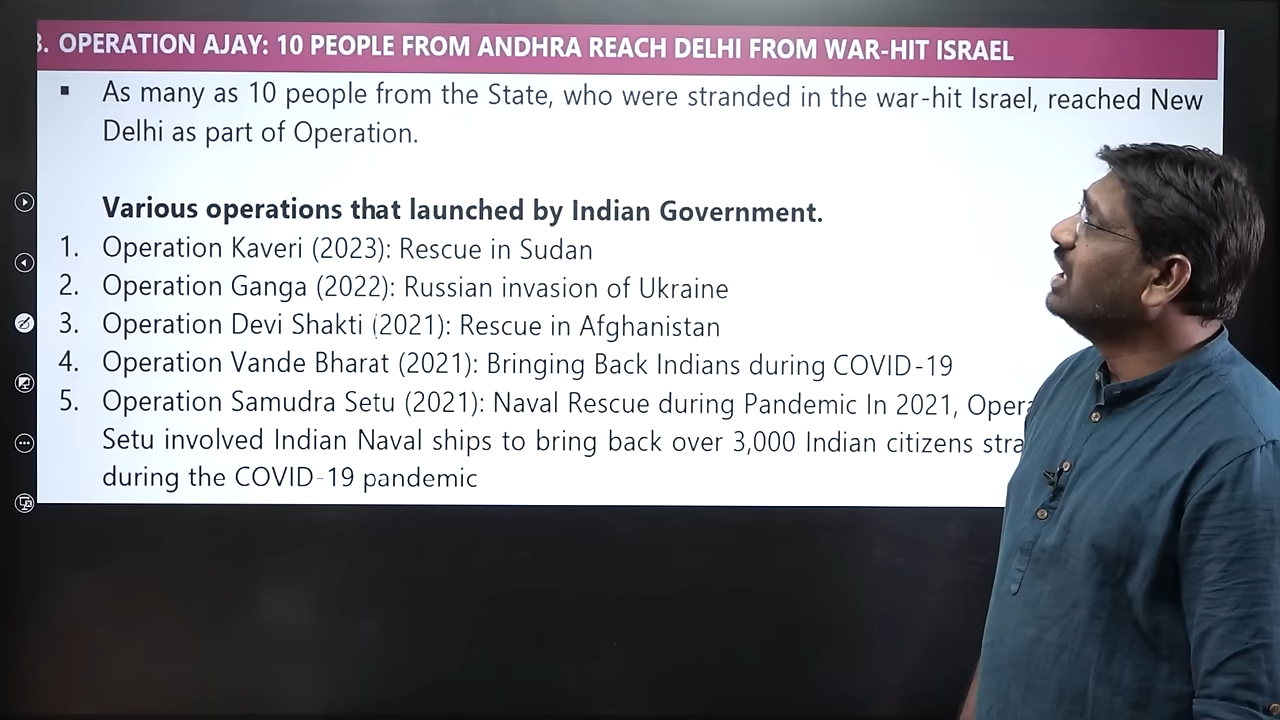 3. OPERATION AJAY: 10 PEOPLE FROM ANDHRA REACH DELHI FROM WAR-HIT ISRAEL
▪ As many as 10 people from the State, who were stranded in the war-hit Israel, reached New
Delhi as part of Operation.
Various operations that launched by Indian Government.
1. Operation Kaveri (2023): Rescue in Sudan
2. Operation Ganga (2022): Russian invasion of Ukraine
3. Operation Devi Shakti (2021): Rescue in Afghanistan
4. Operation Vande Bharat (2021): Bringing Back Indians during COVID-19
5. Operation Samudra Setu (2021): Naval Rescue during Pandemic In 2021,
Setu involved Indian Naval ships to bring back over 3,000 Indian citizens
during the COVID-19 pandemic